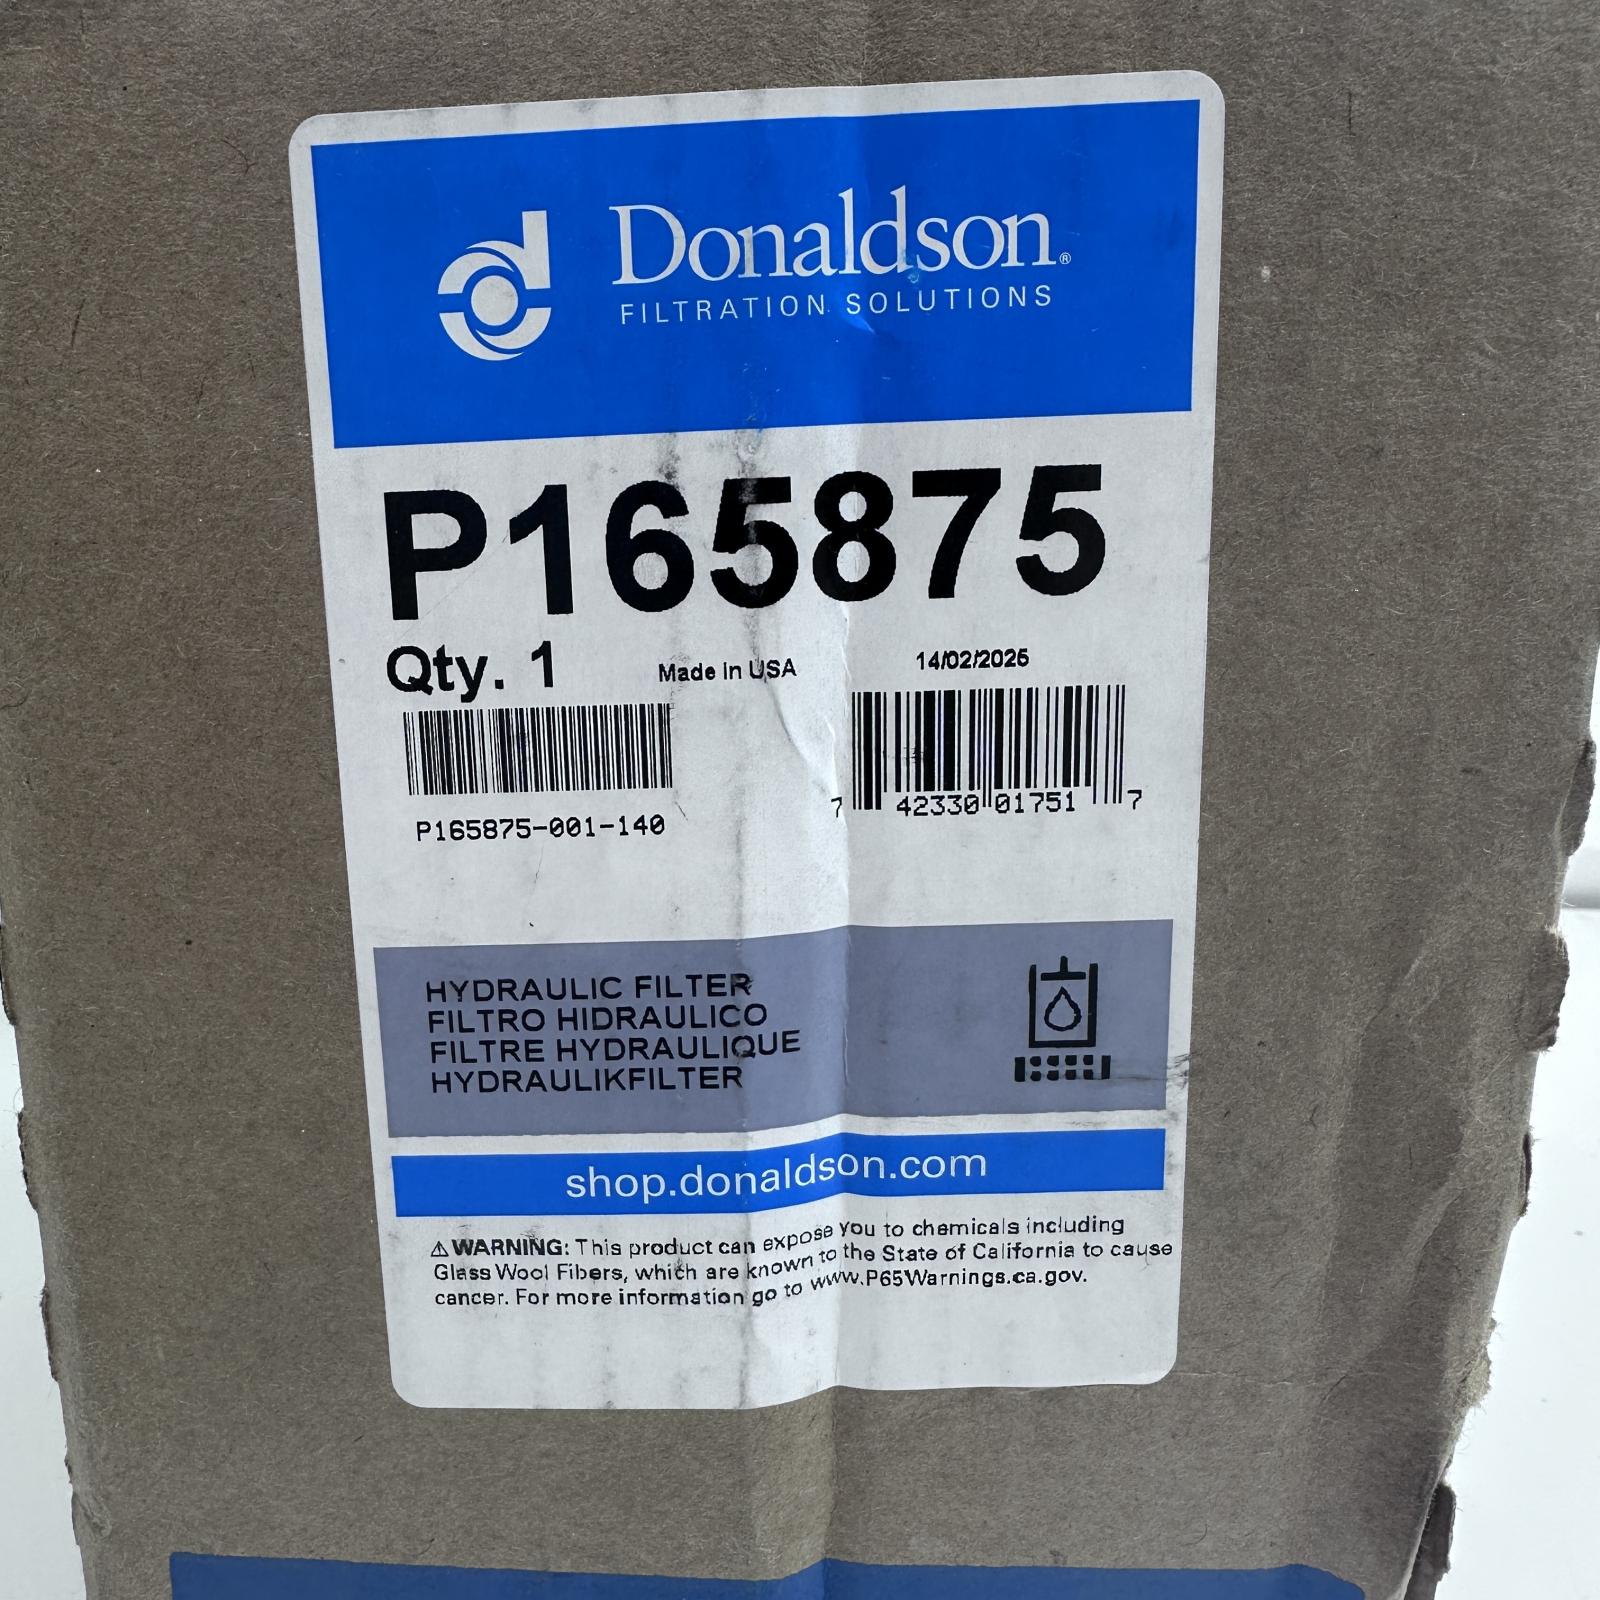 Donaldson®
FILTRATION SOLUTIONS
P165875
Qty. 1
Made in USA
14/02/2025
P165875-001-140
7 42330 01751 7
HYDRAULIC FILTER
FILTRO HIDRAULICO
FILTRE HYDRAULIQUE
HYDRAULIKFILTER
shop.donaldson.com
⚠WARNING: This product can expose you to chemicals including
Glass Wool Fibers, which are known to the State of California to cause
cancer. For more information go to www.P65Warnings.ca.gov.